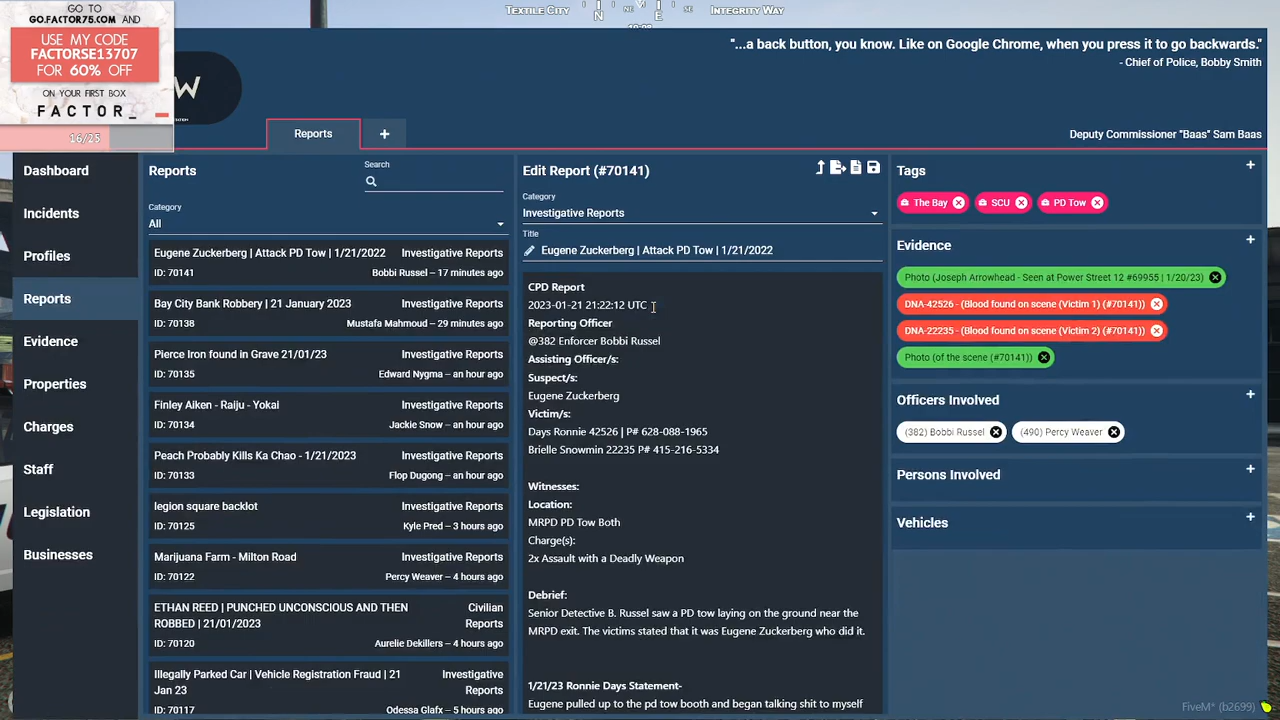 GO TO
GO.FACTOR75.COM AND
USE MY CODE
FACTORSE13707
FOR 60% OFF
ON YOUR FIRST BOX
FACTOR_
16/25
TEXTILE CITY
N
NE
E
SE
INTEGRITY WAY
"...a back button, you know. Like on Google Chrome, when you press it to go backwards."
- Chief of Police, Bobby Smith
W
Reports
+
Deputy Commissioner "Baas" Sam Baas
Dashboard
Incidents
Profiles
Reports
Evidence
Properties
Charges
Staff
Legislation
Businesses
Reports
Search
Category
All
Eugene Zuckerberg | Attack PD Tow | 1/21/2022
Investigative Reports
ID: 70141
Bobbi Russel – 17 minutes ago
Bay City Bank Robbery | 21 January 2023
Investigative Reports
ID: 70138
Mustafa Mahmoud – 29 minutes ago
Pierce Iron found in Grave 21/01/23
Investigative Reports
ID: 70135
Edward Nygma – an hour ago
Finley Aiken - Raiju - Yokai
Investigative Reports
ID: 70134
Jackie Snow – an hour ago
Peach Probably Kills Ka Chao - 1/21/2023
Investigative Reports
ID: 70133
Flop Dugong – an hour ago
legion square backlot
Investigative Reports
ID: 70125
Kyle Pred – 3 hours ago
Marijuana Farm - Milton Road
Investigative Reports
ID: 70122
Percy Weaver – 4 hours ago
ETHAN REED | PUNCHED UNCONSCIOUS AND THEN
ROBBED | 21/01/2023
Civilian
Reports
ID: 70120
Aurelie Dekillers – 4 hours ago
Illegally Parked Car | Vehicle Registration Fraud | 21
Jan 23
Investigative
Reports
ID: 70117
Odessa Glafx – 5 hours ago
Edit Report (#70141)
Category
Investigative Reports
Title
Eugene Zuckerberg | Attack PD Tow | 1/21/2022
CPD Report
2023-01-21 21:22:12 UTC
Reporting Officer
@382 Enforcer Bobbi Russel
Assisting Officer/s:
Suspect/s:
Eugene Zuckerberg
Victim/s:
Days Ronnie 42526 | P# 628-088-1965
Brielle Snowmin 22235 P# 415-216-5334
Witnesses:
Location:
MRPD PD Tow Both
Charge(s):
2x Assault with a Deadly Weapon
Debrief:
Senior Detective B. Russel saw a PD tow laying on the ground near the
MRPD exit. The victims stated that it was Eugene Zuckerberg who did it.
1/21/23 Ronnie Days Statement-
Eugene pulled up to the pd tow booth and began talking shit to myself
Tags
+
The Bay
SCU
PD Tow
Evidence
+
Photo (Joseph Arrowhead - Seen at Power Street 12 #69955 | 1/20/23)
DNA-42526 - (Blood found on scene (Victim 1) (#70141))
DNA-22235 - (Blood found on scene (Victim 2) (#70141))
Photo (of the scene (#70141))
Officers Involved
+
(382) Bobbi Russel
(490) Percy Weaver
Persons Involved
+
Vehicles
+
FiveM* (b2699)